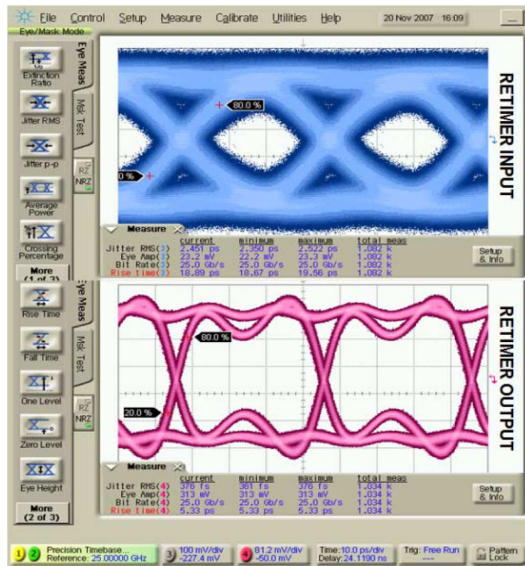 File Control Setup Measure Calibrate Utilities Help 20 Nov 2007 16:09
Eye/Mask Mode
Extinction
Ratio
Jitter RMS
Jitter p-p
Average
Power
Crossing
Percentage
More
(1 of 3)
Eye Meas
Msk Test
RZ
NRZ
80.0 %
0 %
RETIMER INPUT
Measure
current minimum maximum total meas
Jitter RMS(3) 2.451 ps 2.350 ps 2.522 ps 1.082 k
Eye Amp(3) 23.2 mV 22.2 mV 23.3 mV 1.082 k
Bit Rate(3) 25.0 Gb/s 25.0 Gb/s 25.0 Gb/s 1.082 k
Rise time(3) 18.89 ps 18.67 ps 19.56 ps 1.082 k
Setup
& Info
Rise Time
Fall Time
One Level
Zero Level
Eye Height
More
(2 of 3)
ye Meas
Msk Test
RZ
NRZ
80.0 %
20.0 %
RETIMER OUTPUT
Measure
current minimum maximum total meas
Jitter RMS(4) 376 fs 361 fs 376 fs 1.034 k
Eye Amp(4) 313 mV 313 mV 313 mV 1.034 k
Bit Rate(4) 25.0 Gb/s 25.0 Gb/s 25.0 Gb/s 1.034 k
Rise time(4) 5.33 ps 5.33 ps 5.33 ps 1.034 k
Setup
& Info
1 2 Precision Timebase... 3 100 mV/div 4 81.2 mV/div Time:10.0 ps/div Trig: Free Run Pattern
Reference: 25.00000 GHz -227.4 mV -50.0 mV Delay:24.1190 ns Lock